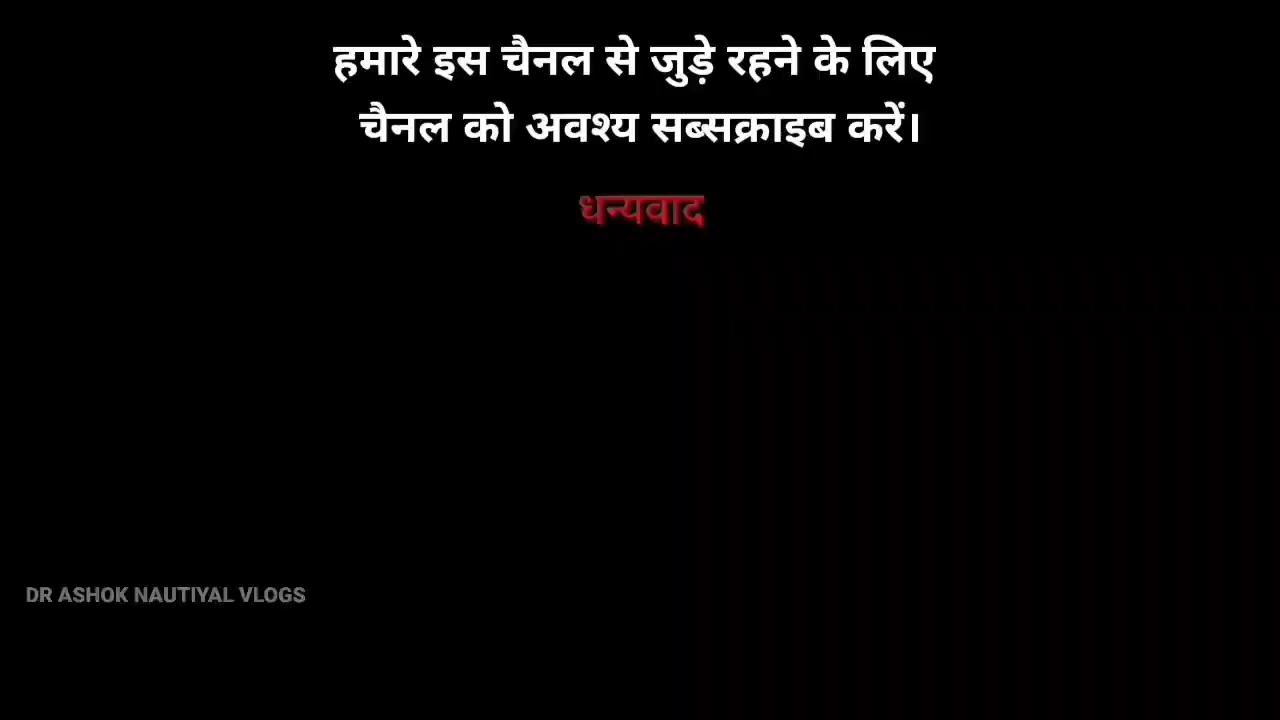 हमारे इस चैनल से जुड़े रहने के लिए
चैनल को अवश्य सब्सक्राइब करें।
धन्यवाद
DR ASHOK NAUTIYAL VLOGS